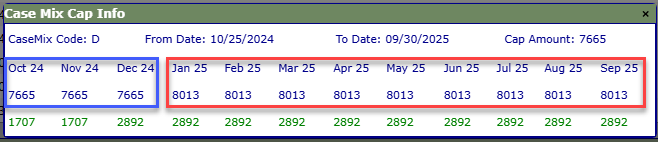 Case Mix Cap Info ×
CaseMix Code: D From Date: 10/25/2024 To Date: 09/30/2025 Cap Amount: 7665
Oct 24 Nov 24 Dec 24 Jan 25 Feb 25 Mar 25 Apr 25 May 25 Jun 25 Jul 25 Aug 25 Sep 25
7665 7665 7665 8013 8013 8013 8013 8013 8013 8013 8013 8013
1707 1707 2892 2892 2892 2892 2892 2892 2892 2892 2892 2892